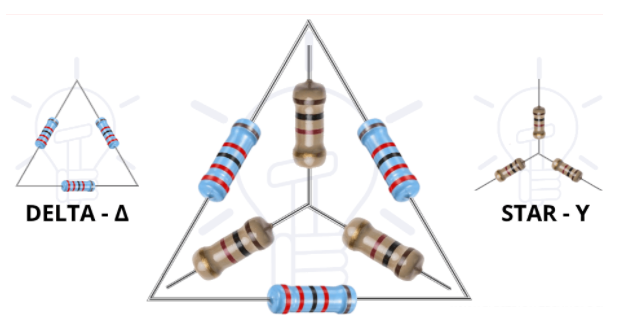 DELTA - Δ
STAR - Y